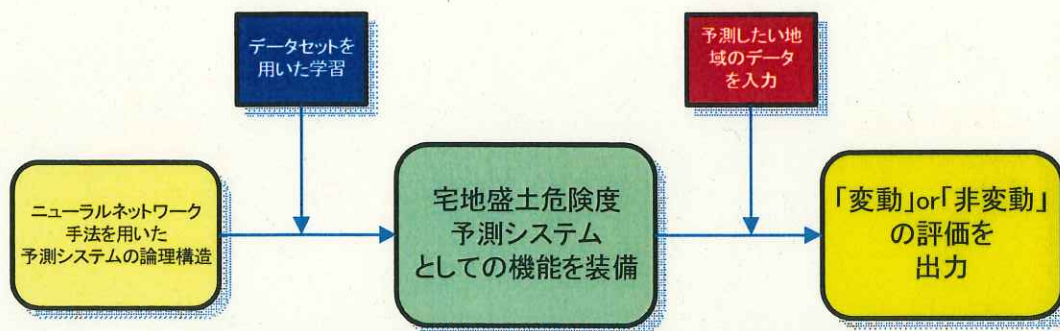 データセットを
用いた学習
予測したい地
域のデータ
を入力
ニューラルネットワーク
手法を用いた
予測システムの論理構造
宅地盛土危険度
予測システム
としての機能を装備
「変動」or「非変動」
の評価を
出力